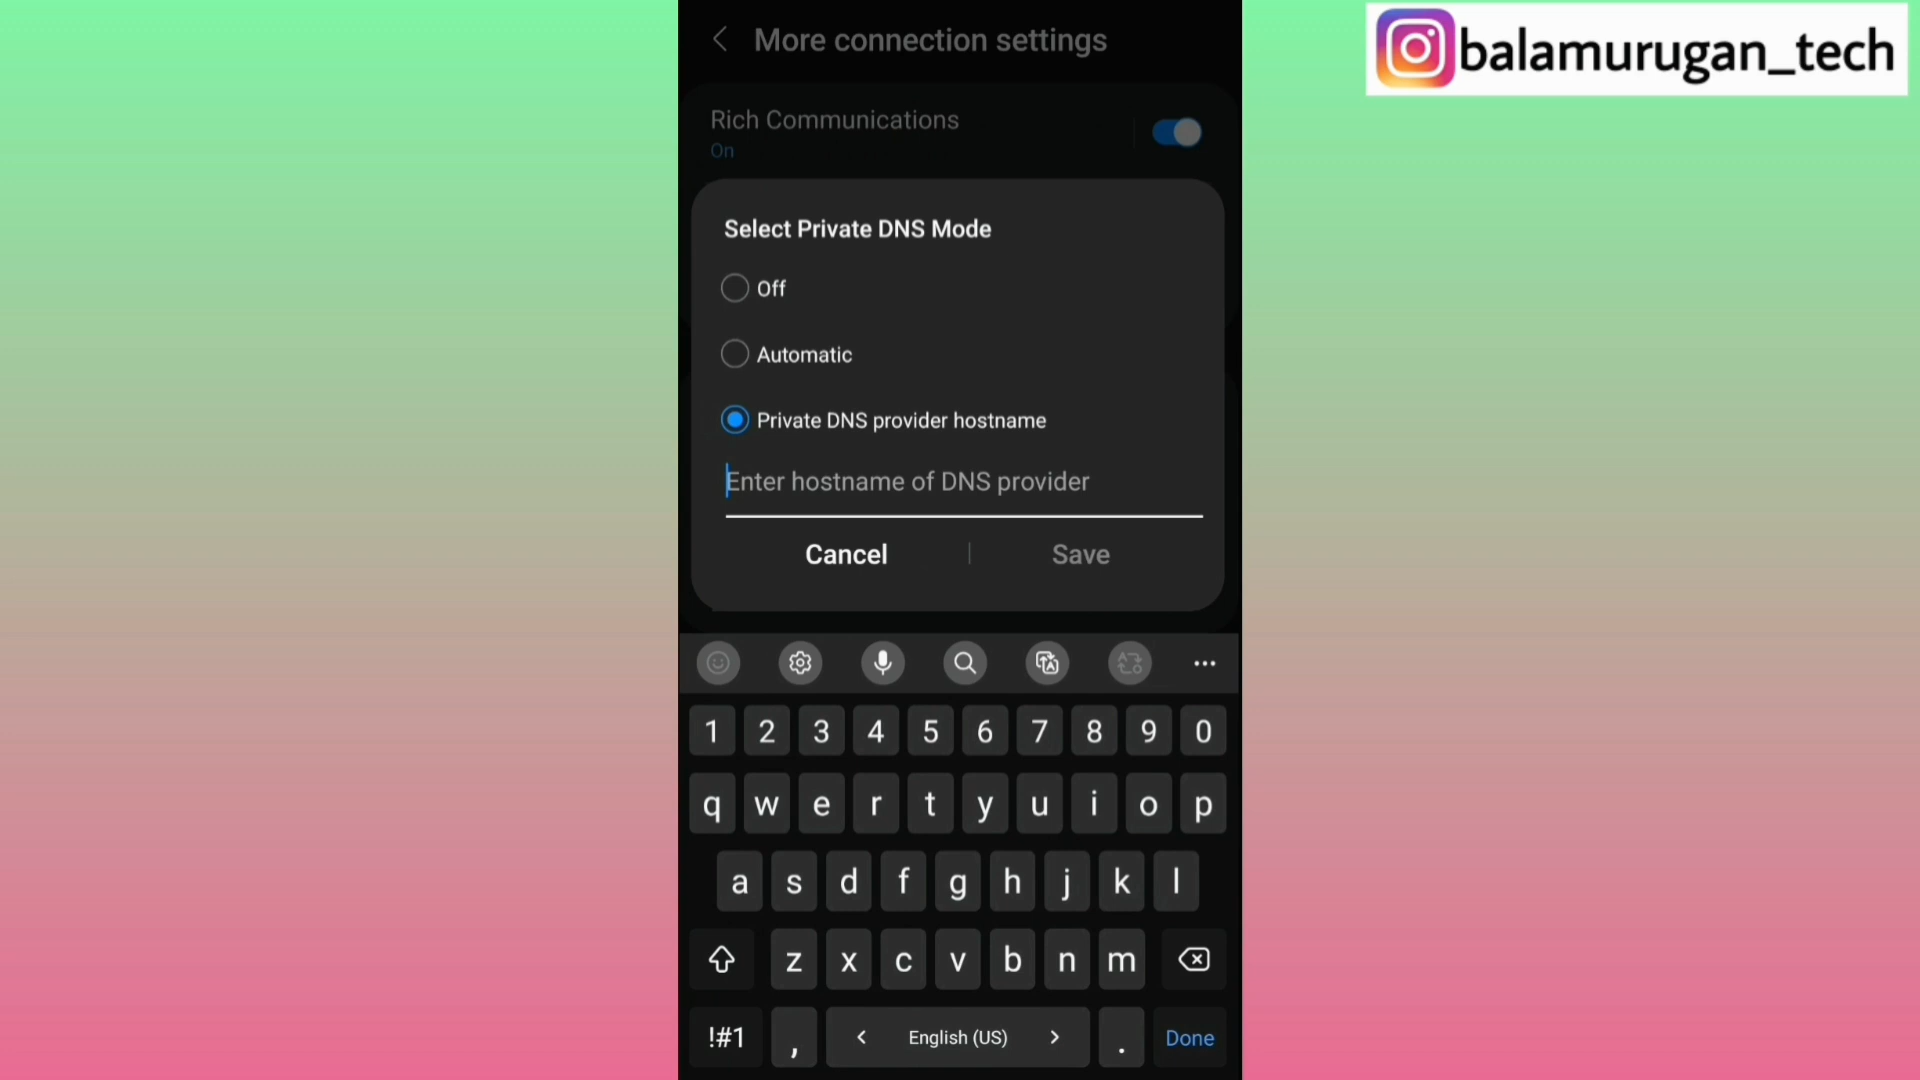 balamurugan_tech
More connection settings
Rich Communications
On
Select Private DNS Mode
Off
Automatic
Private DNS provider hostname
Enter hostname of DNS provider
Cancel Save
1 2 3 4 5 6 7 8 9 0
q w e r t y u i o p
a s d f g h j k l
z x c v b n m
!#1 , < English (US) > . Done